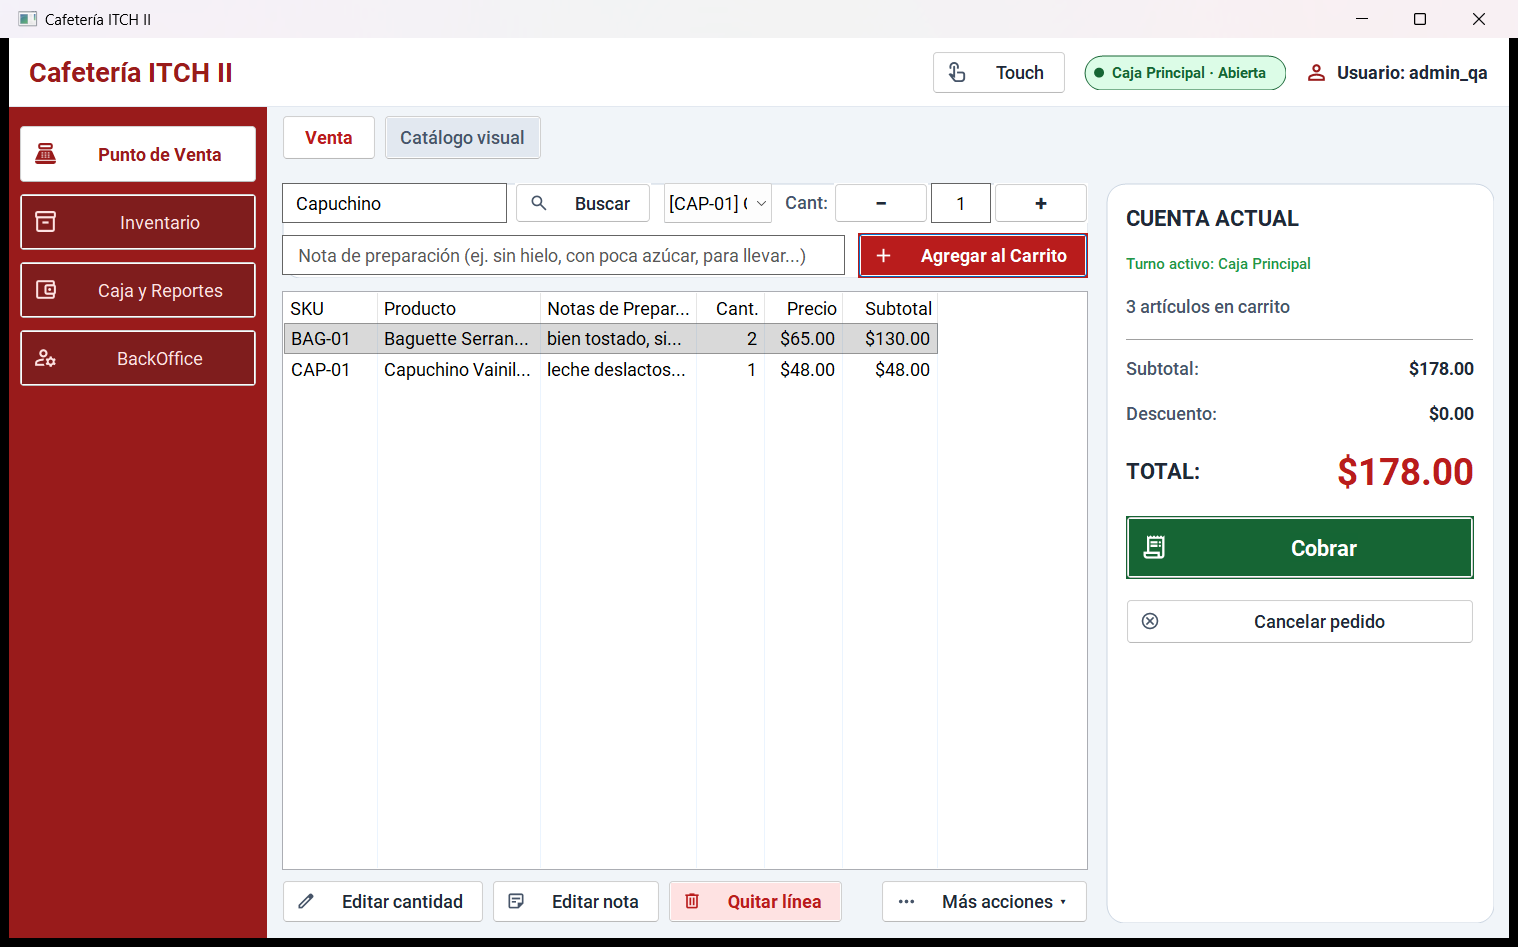 Cafetería ITCH II
Cafetería ITCH II
Touch
Caja Principal · Abierta
Usuario: admin_qa
Punto de Venta
Inventario
Caja y Reportes
BackOffice
Venta
Catálogo visual
Capuchino
Buscar
[CAP-01]
Cant:
−
1
+
Nota de preparación (ej. sin hielo, con poca azúcar, para llevar...)
+ Agregar al Carrito
SKU Producto Notas de Prepar... Cant. Precio Subtotal
BAG-01 Baguette Serran... bien tostado, si... 2 $65.00 $130.00
CAP-01 Capuchino Vainil... leche deslactos... 1 $48.00 $48.00
Editar cantidad
Editar nota
Quitar línea
Más acciones
CUENTA ACTUAL
Turno activo: Caja Principal
3 artículos en carrito
Subtotal: $178.00
Descuento: $0.00
TOTAL: $178.00
Cobrar
Cancelar pedido